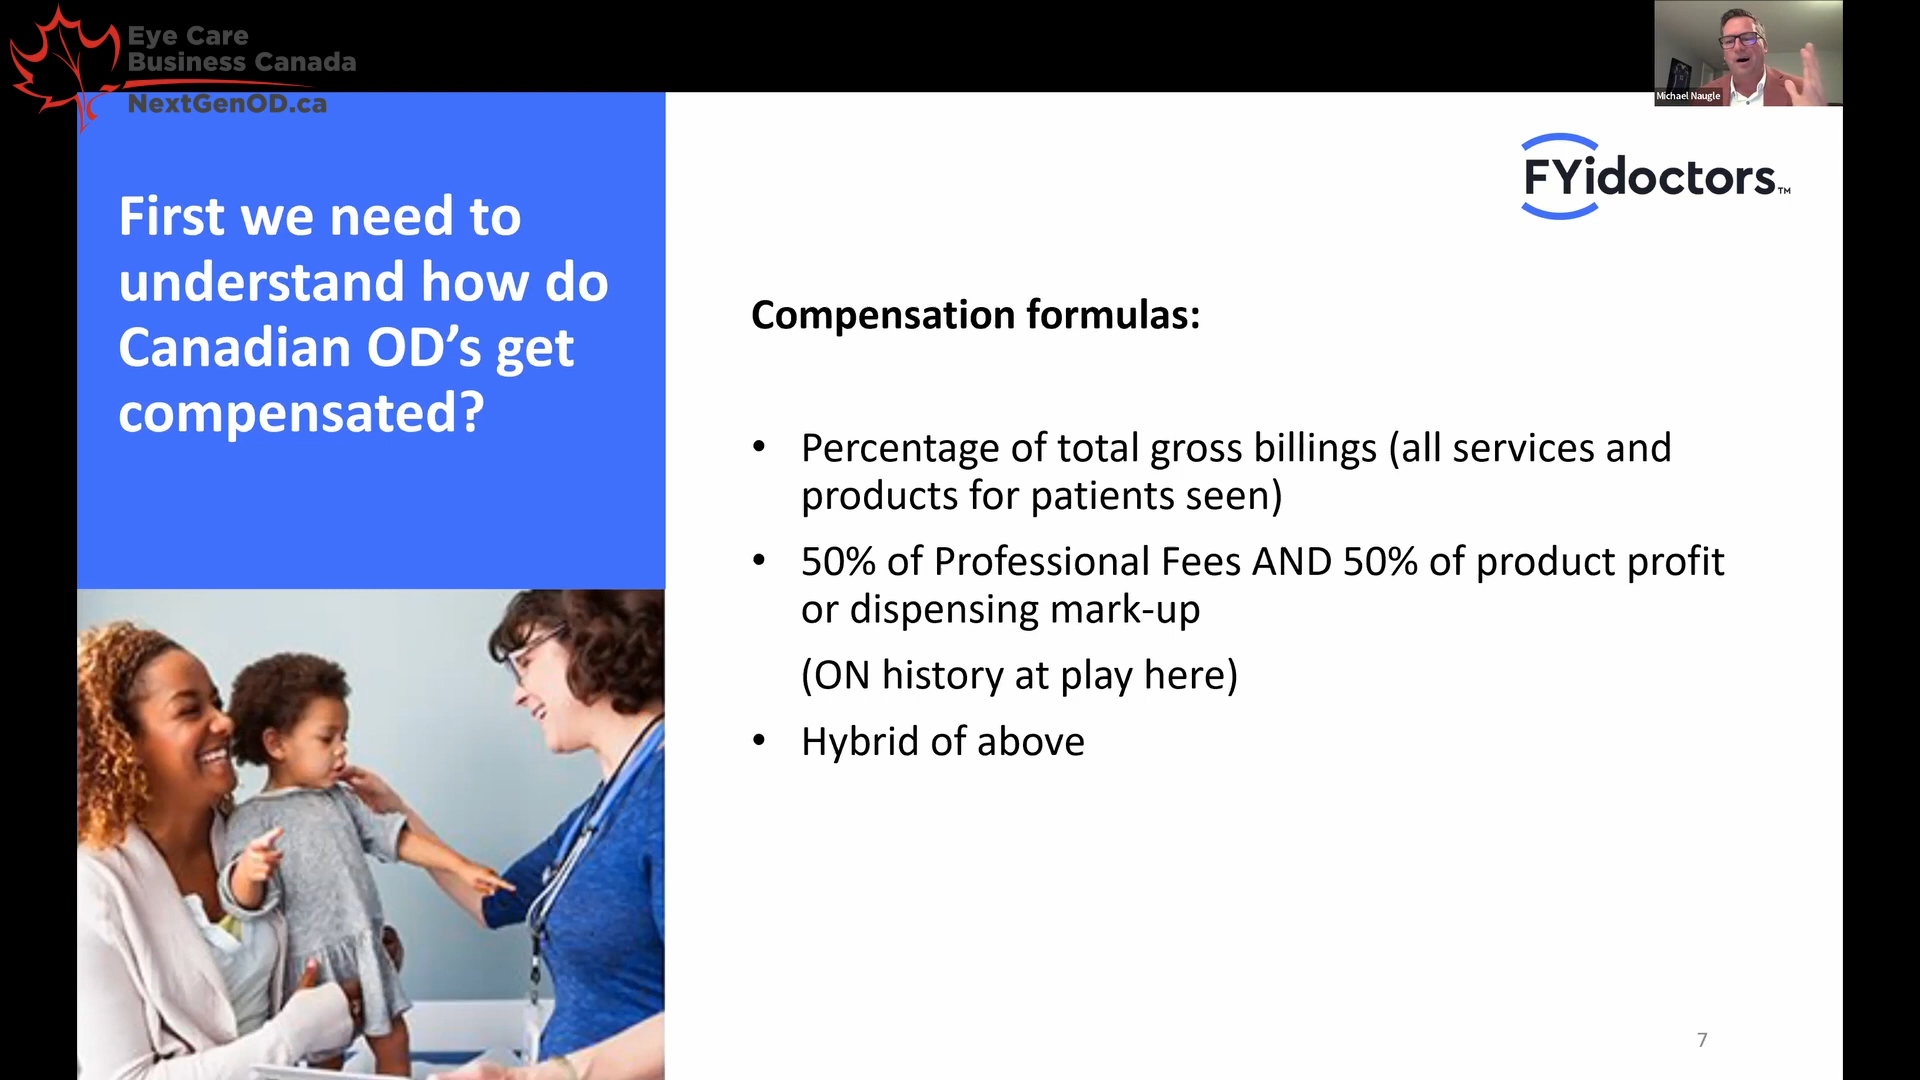 Eye Care
Business Canada
NextGenOD.ca
Michael Naugle
FYidoctors™
First we need to
understand how do
Canadian OD’s get
compensated?
Compensation formulas:
• Percentage of total gross billings (all services and
products for patients seen)
• 50% of Professional Fees AND 50% of product profit
or dispensing mark-up
(ON history at play here)
• Hybrid of above
7